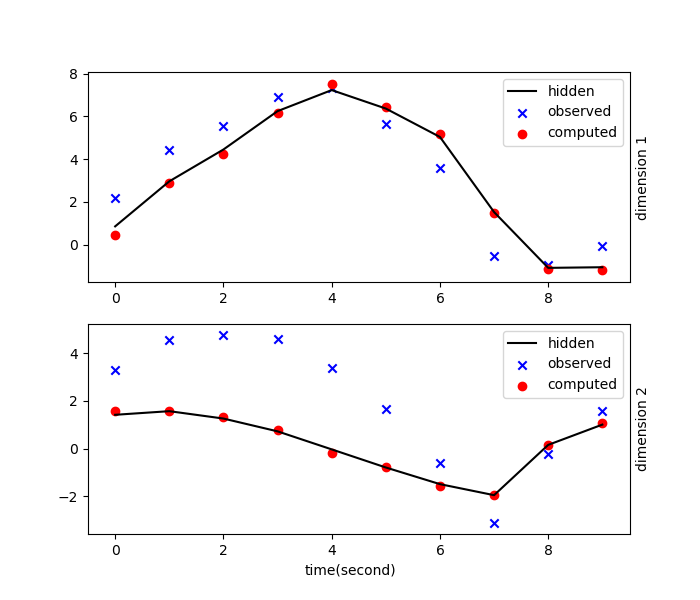 8
6
4
2
0
0
2
4
6
8
hidden
observed
computed
dimension 1
4
2
0
−2
0
2
4
6
8
hidden
observed
computed
dimension 2
time(second)